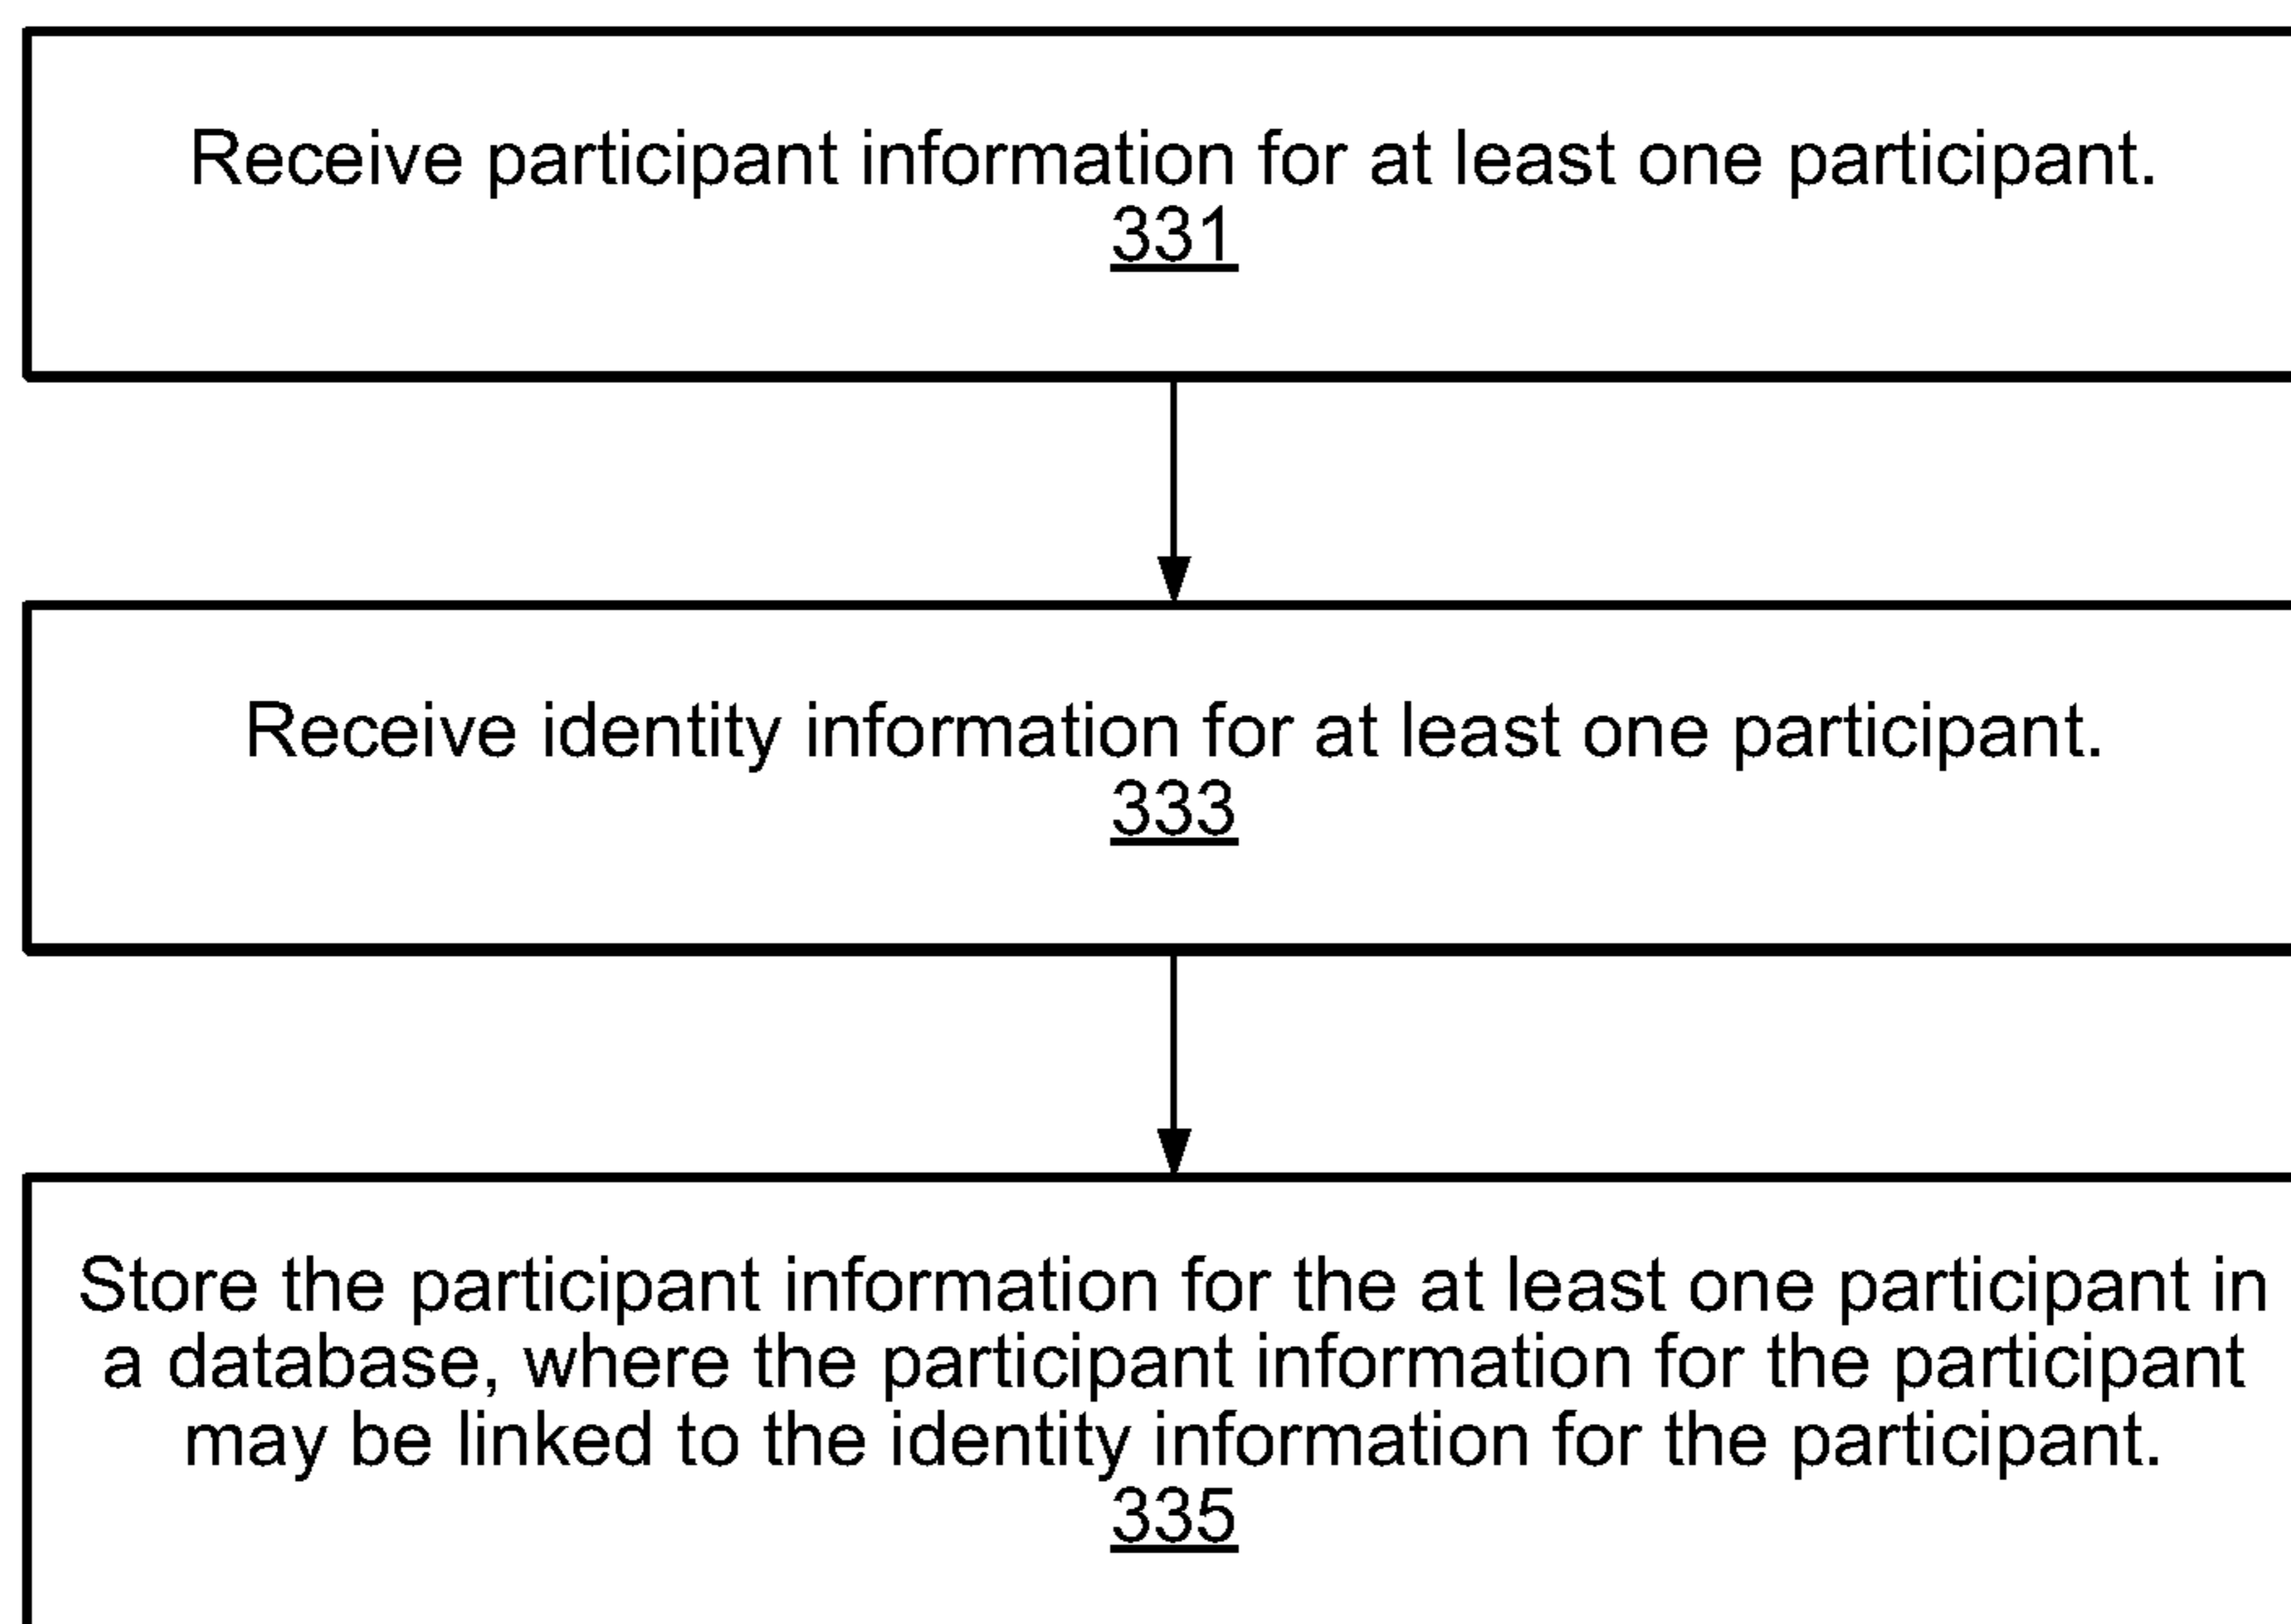 Receive participant information for at least one participant.
331
Receive identity information for at least one participant.
333
Store the participant information for the at least one participant in
a database, where the participant information for the participant
may be linked to the identity information for the participant.
335